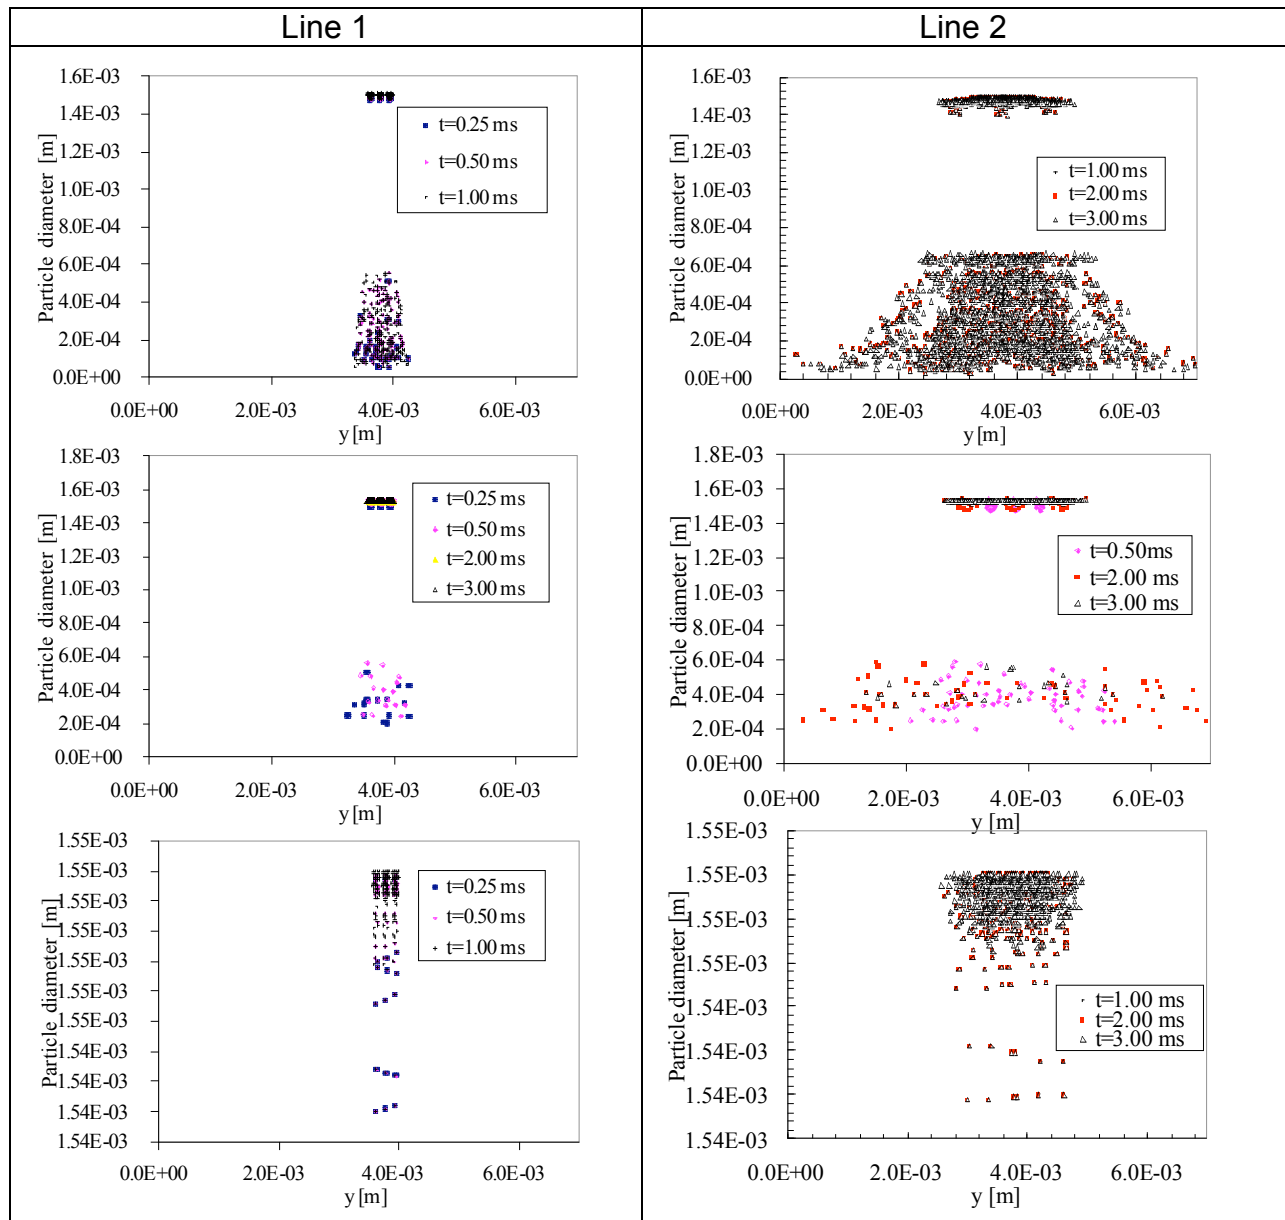 Line 1
Line 2
1.6E-03
1.4E-03
1.2E-03
1.0E-03
8.0E-04
6.0E-04
4.0E-04
2.0E-04
0.0E+00
Particle diameter [m]
t=0.25 ms
t=0.50 ms
t=1.00 ms
0.0E+00 2.0E-03 4.0E-03 6.0E-03
y [m]
1.6E-03
1.4E-03
1.2E-03
1.0E-03
8.0E-04
6.0E-04
4.0E-04
2.0E-04
0.0E+00
Particle diameter [m]
t=1.00 ms
t=2.00 ms
t=3.00 ms
0.0E+00 2.0E-03 4.0E-03 6.0E-03
y [m]
1.8E-03
1.6E-03
1.4E-03
1.2E-03
1.0E-03
8.0E-04
6.0E-04
4.0E-04
2.0E-04
0.0E+00
Particle diameter [m]
t=0.25 ms
t=0.50 ms
t=2.00 ms
t=3.00 ms
0.0E+00 2.0E-03 4.0E-03 6.0E-03
y [m]
1.8E-03
1.6E-03
1.4E-03
1.2E-03
1.0E-03
8.0E-04
6.0E-04
4.0E-04
2.0E-04
0.0E+00
Particle diameter [m]
t=0.50ms
t=2.00 ms
t=3.00 ms
0.0E+00 2.0E-03 4.0E-03 6.0E-03
y [m]
1.55E-03
1.55E-03
1.55E-03
1.55E-03
1.55E-03
1.55E-03
1.54E-03
1.54E-03
1.54E-03
1.54E-03
1.54E-03
Particle diameter [m]
t=0.25 ms
t=0.50 ms
t=1.00 ms
0.0E+00 2.0E-03 4.0E-03 6.0E-03
y [m]
1.55E-03
1.55E-03
1.55E-03
1.55E-03
1.54E-03
1.54E-03
1.54E-03
1.54E-03
Particle diameter [m]
t=1.00 ms
t=2.00 ms
t=3.00 ms
0.0E+00 2.0E-03 4.0E-03 6.0E-03
y [m]